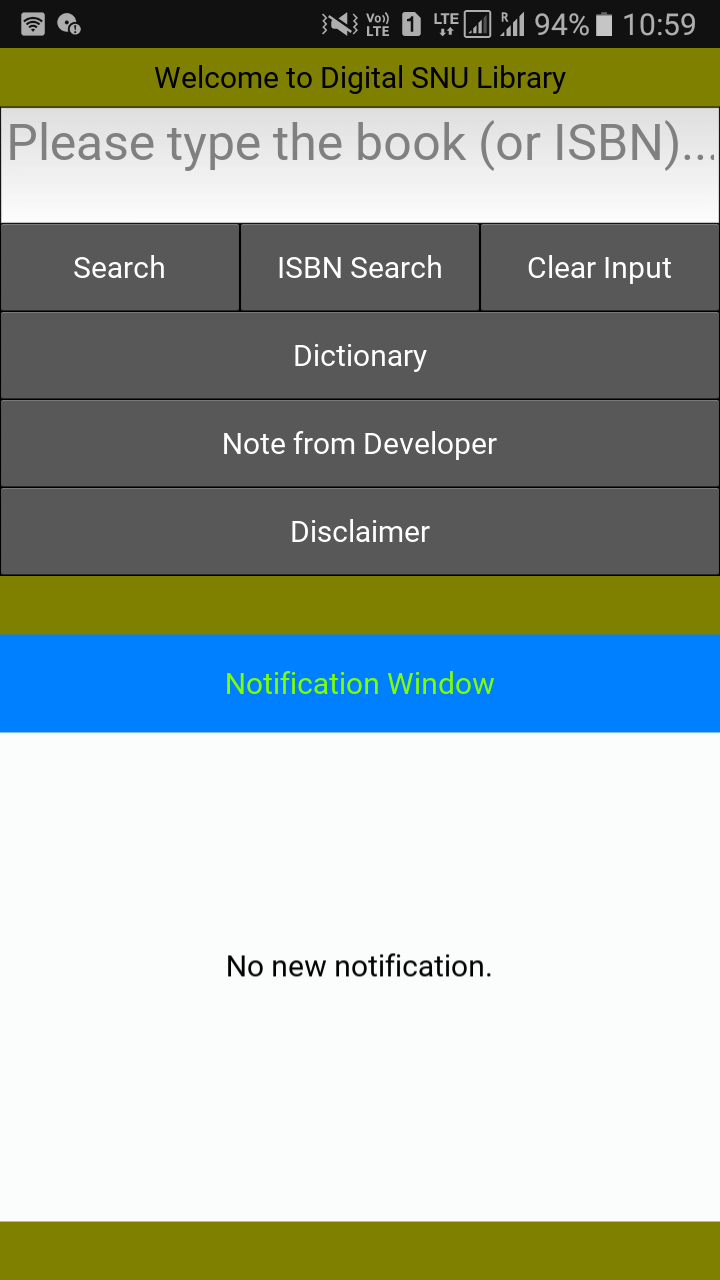 Vo)) LTE 1 LTE R 94% 10:59
Welcome to Digital SNU Library
Please type the book (or ISBN)...
Search ISBN Search Clear Input
Dictionary
Note from Developer
Disclaimer
Notification Window
No new notification.